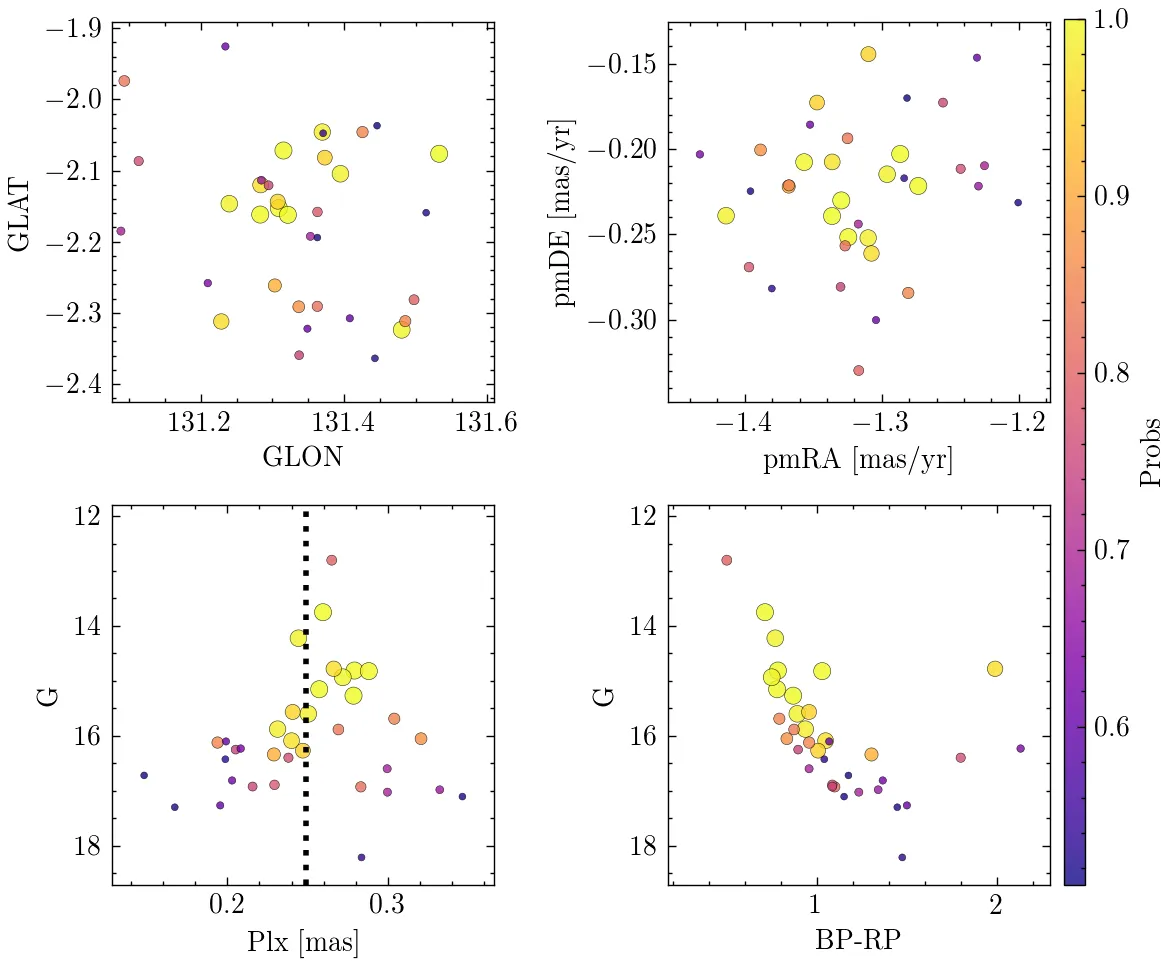 −1.9
−2.0
−2.1
−2.2
−2.3
−2.4
GLAT
131.2 131.4 131.6
GLON
−0.15
−0.20
−0.25
−0.30
pmDE [mas/yr]
−1.4 −1.3 −1.2
pmRA [mas/yr]
12
14
16
18
G
0.2 0.3
Plx [mas]
12
14
16
18
G
1 2
BP-RP
1.0
0.9
0.8
0.7
0.6
Probs